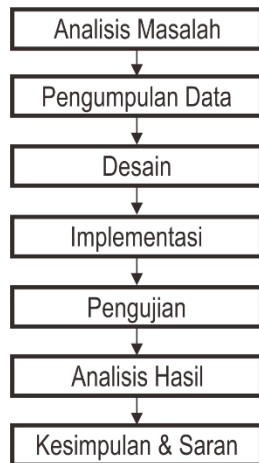 Analisis Masalah
Pengumpulan Data
Desain
Implementasi
Pengujian
Analisis Hasil
Kesimpulan & Saran